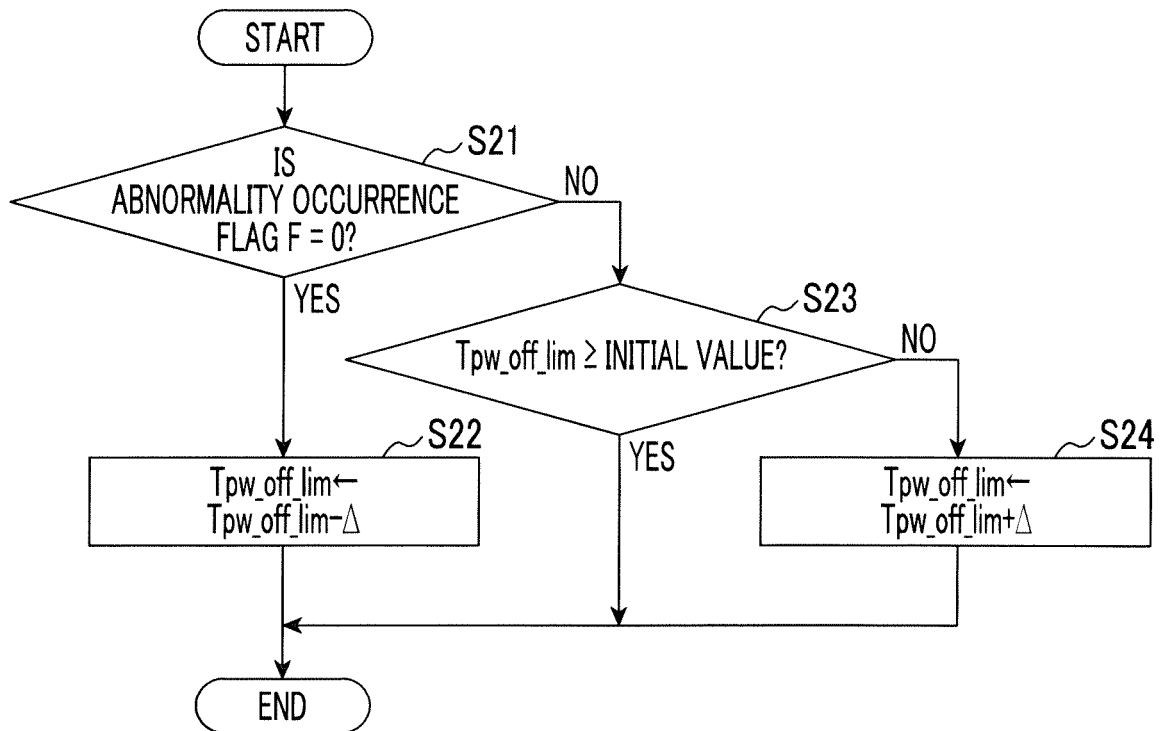 START
S21
IS
ABNORMALITY OCCURRENCE
FLAG F = 0?
NO
YES
S23
Tpw_off_lim ≧ INITIAL VALUE?
NO
YES
S22
Tpw_off_lim←
Tpw_off_lim−Δ
S24
Tpw_off_lim←
Tpw_off_lim+Δ
END